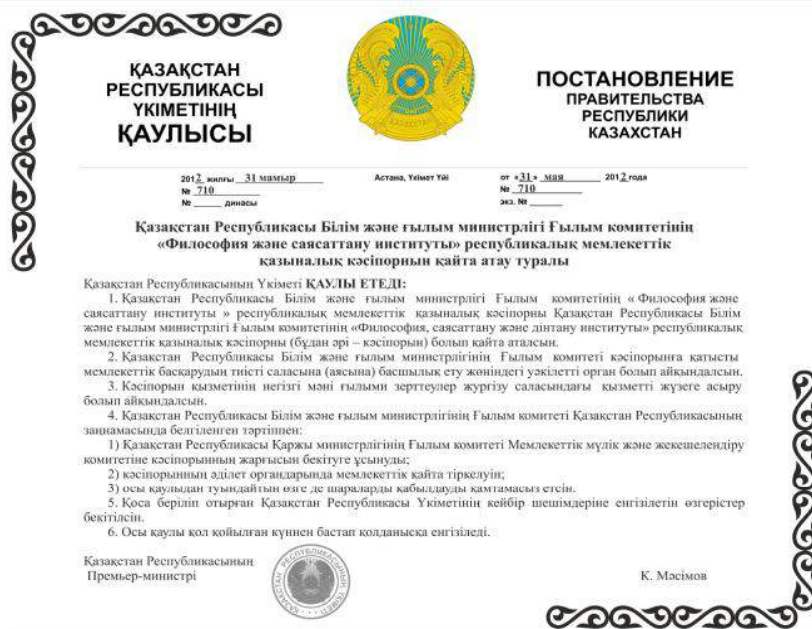 ҚАЗАҚСТАН
РЕСПУБЛИКАСЫ
ҮКІМЕТІНІҢ
ҚАУЛЫСЫ
ҚАЗАҚСТАН
ПОСТАНОВЛЕНИЕ
ПРАВИТЕЛЬСТВА
РЕСПУБЛИКИ
КАЗАХСТАН
2012 жилғы 31 мамыр
№ 710
№ ______ данасы
Астана, Үкімет Үйі
от «31» мая 2012 года
№ 710
экз. № ______
Қазақстан Республикасы Білім және ғылым министрлігі Ғылым комитетінің
«Философия және саясаттану институты» республикалық мемлекеттік
қазыналық кәсіпорнын қайта атау туралы
Қазақстан Республикасының Үкіметі ҚАУЛЫ ЕТЕДІ:
1. Қазақстан Республикасы Білім және ғылым министрлігі Ғылым комитетінің « Философия және
саясаттану институты » республикалық мемлекеттік қазыналық кәсіпорны Қазақстан Республикасы Білім
және ғылым министрлігі Ғылым комитетінің «Философия, саясаттану және дінтану институты» республикалық
мемлекеттік қазыналық кәсіпорны (бұдан әрі – кәсіпорын) болып қайта аталсын.
2. Қазақстан Республикасы Білім және ғылым министрлігінің Ғылым комитеті кәсіпорынға қатысты
мемлекеттік басқарудың тиісті саласына (аясына) басшылық ету жөніндегі уәкілетті орган болып айқындалсын.
3. Кәсіпорын қызметінің негізгі мәні ғылыми зерттеулер жүргізу саласындағы қызметті жүзеге асыру
болып айқындалсын.
4. Қазақстан Республикасы Білім және ғылым министрлігінің Ғылым комитеті Қазақстан Республикасының
заңнамасында белгіленген тәртіппен:
1) Қазақстан Республикасы Қаржы министрлігінің Ғылым комитеті Мемлекеттік мүлік және жекешелендіру
комитетіне кәсіпорынның жарғысын бекітуге ұсынуды;
2) кәсіпорынның әділет органдарында мемлекеттік қайта тіркелуін;
3) осы қаулыдан туындайтын өзге де шараларды қабылдауды қамтамасыз етсін.
5. Қоса беріліп отырған Қазақстан Республикасы Үкіметінің кейбір шешімдеріне енгізілетін өзгерістер
бекітілсін.
6. Осы қаулы қол қойылған күннен бастап қолданысқа енгізіледі.
Қазақстан Республикасының
Премьер-министрі
К. Мәсімов